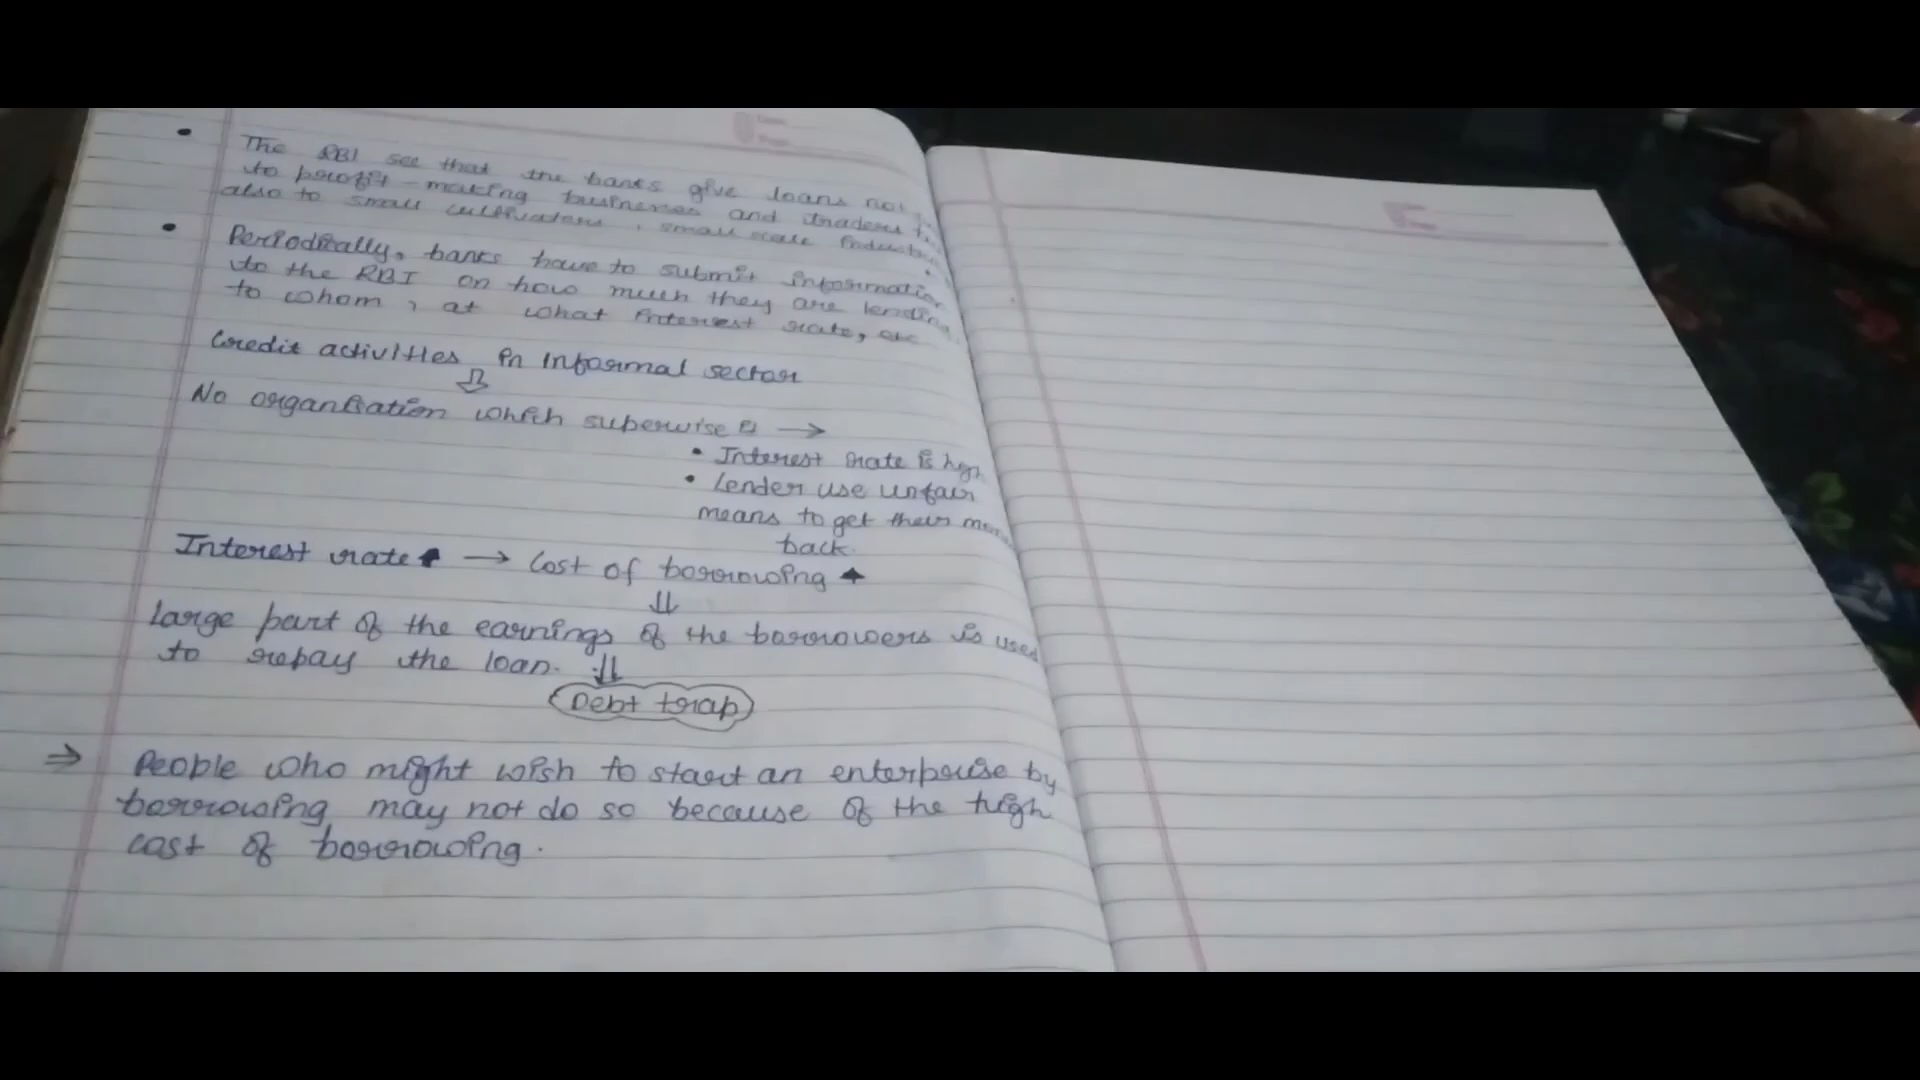 • The RBI see that the banks give loans not
to profit-making businesses and traders
also to small cultivators, small scale
• Periodically, banks have to submit information
to the RBI on how much they are lending
to whom, at what interest rate, etc
Credit activities in informal sector
⇓
No organisation which supervise →
• Interest rate is high
• Lender use unfair
means to get their
back.
Interest rate ↑ → Cost of borrowing ↑
⇓
Large part of the earnings of the borrowers is used
to repay the loan. ⇓
Debt trap
⇒ People who might wish to start an enterprise by
borrowing may not do so because of the high
cost of borrowing.